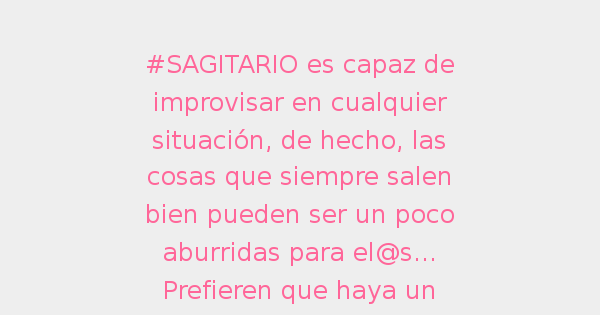 #SAGITARIO es capaz de
improvisar en cualquier
situación, de hecho, las
cosas que siempre salen
bien pueden ser un poco
aburridas para el@s...
Prefieren que haya un